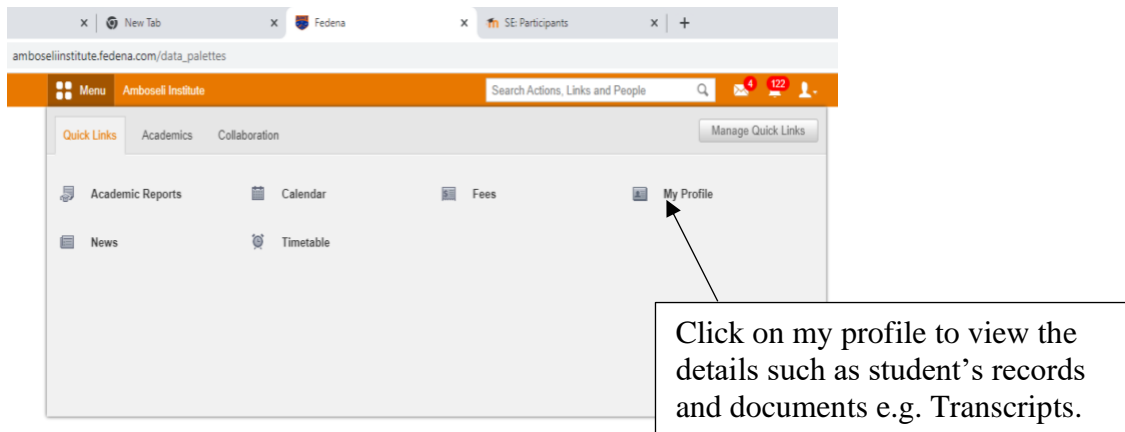 New Tab Fedena SE: Participants
amboseliinstitute.fedena.com/data_palettes
Menu Amboseli Institute Search Actions, Links and People 4 122
Quick Links Academics Collaboration Manage Quick Links
Academic Reports Calendar Fees My Profile
News Timetable
Click on my profile to view the
details such as student’s records
and documents e.g. Transcripts.